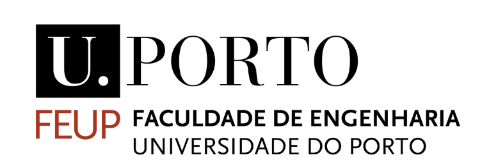 U.PORTO
FEUP FACULDADE DE ENGENHARIA
UNIVERSIDADE DO PORTO